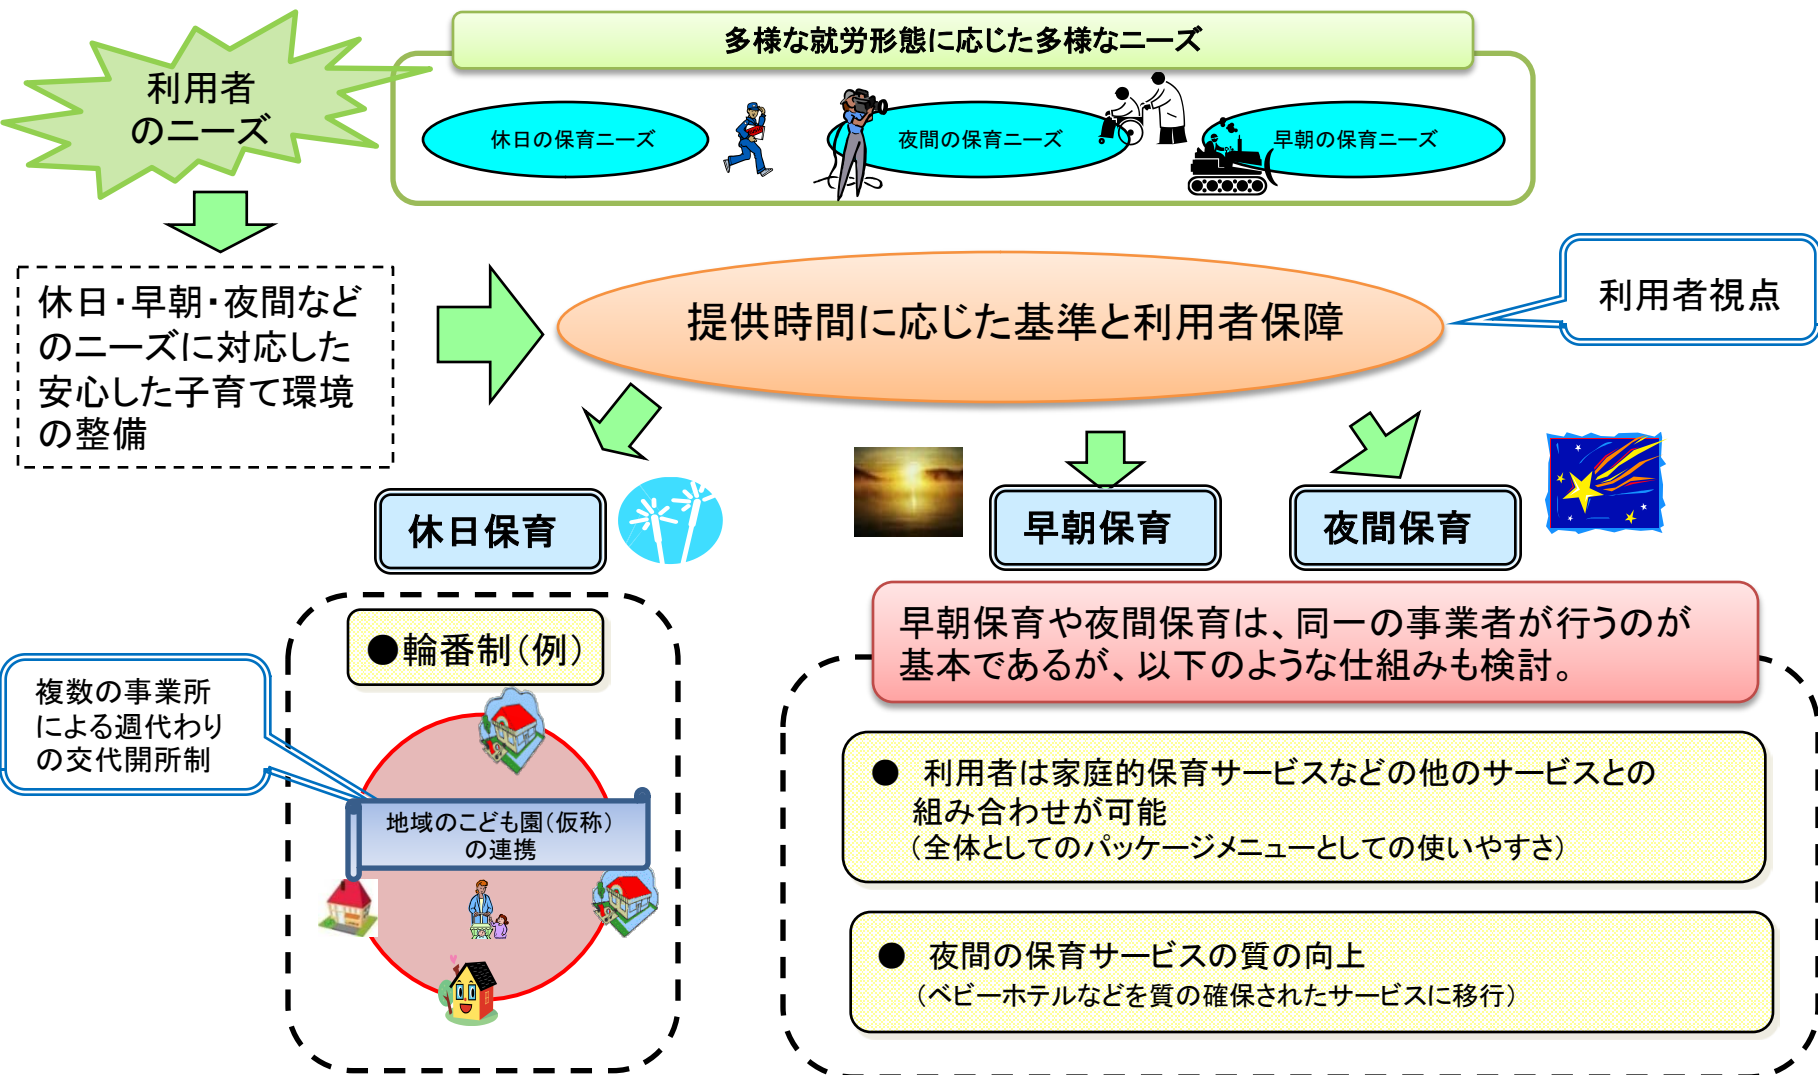 多様な就労形態に応じた多様なニーズ
利用者
のニーズ
休日の保育ニーズ
夜間の保育ニーズ
早朝の保育ニーズ
休日・早朝・夜間など
のニーズに対応した
安心した子育て環境
の整備
提供時間に応じた基準と利用者保障
利用者視点
休日保育
早朝保育
夜間保育
●輪番制（例）
複数の事業所
による週代わり
の交代開所制
地域のこども園（仮称）
の連携
早朝保育や夜間保育は、同一の事業者が行うのが
基本であるが、以下のような仕組みも検討。
● 利用者は家庭的保育サービスなどの他のサービスとの
組み合わせが可能
（全体としてのパッケージメニューとしての使いやすさ）
● 夜間の保育サービスの質の向上
（ベビーホテルなどを質の確保されたサービスに移行）